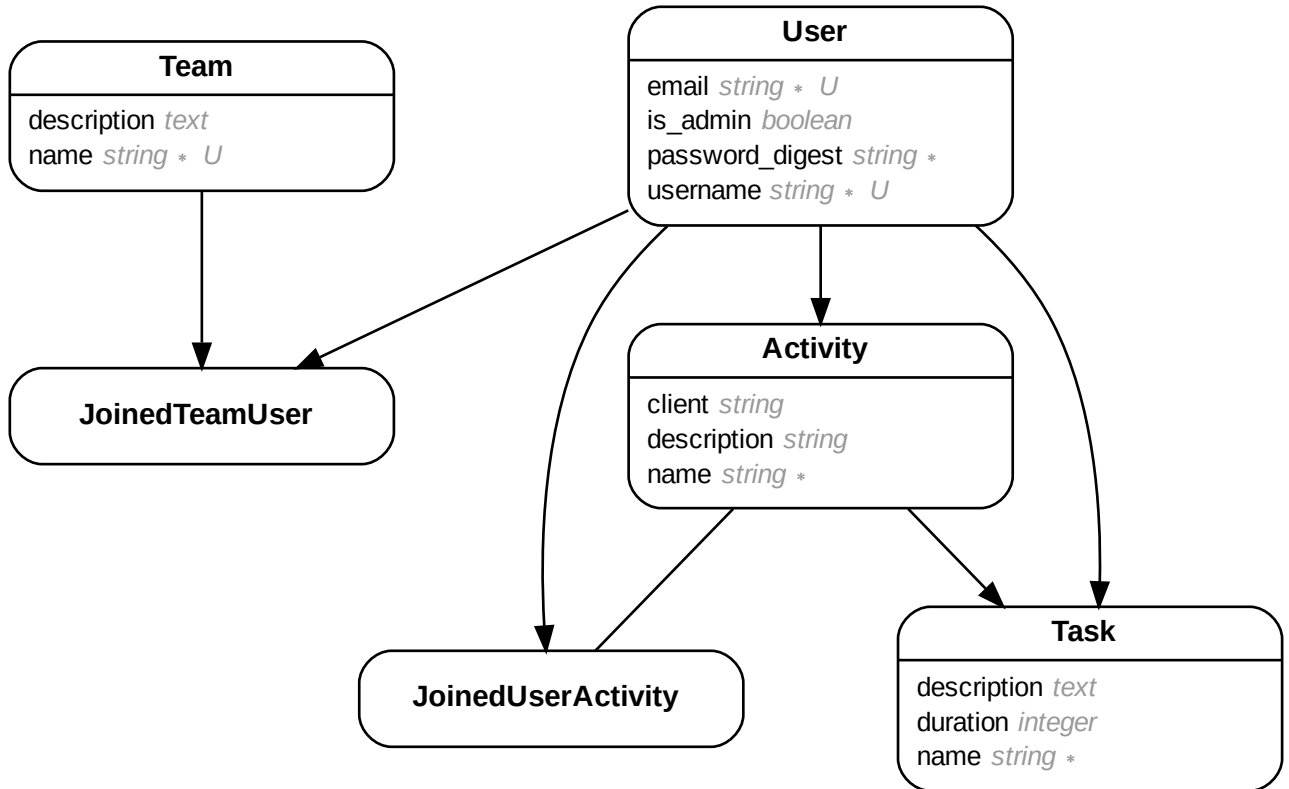 Team
description text
name string * U
User
email string * U
is_admin boolean
password_digest string *
username string * U
JoinedTeamUser
Activity
client string
description string
name string *
JoinedUserActivity
Task
description text
duration integer
name string *